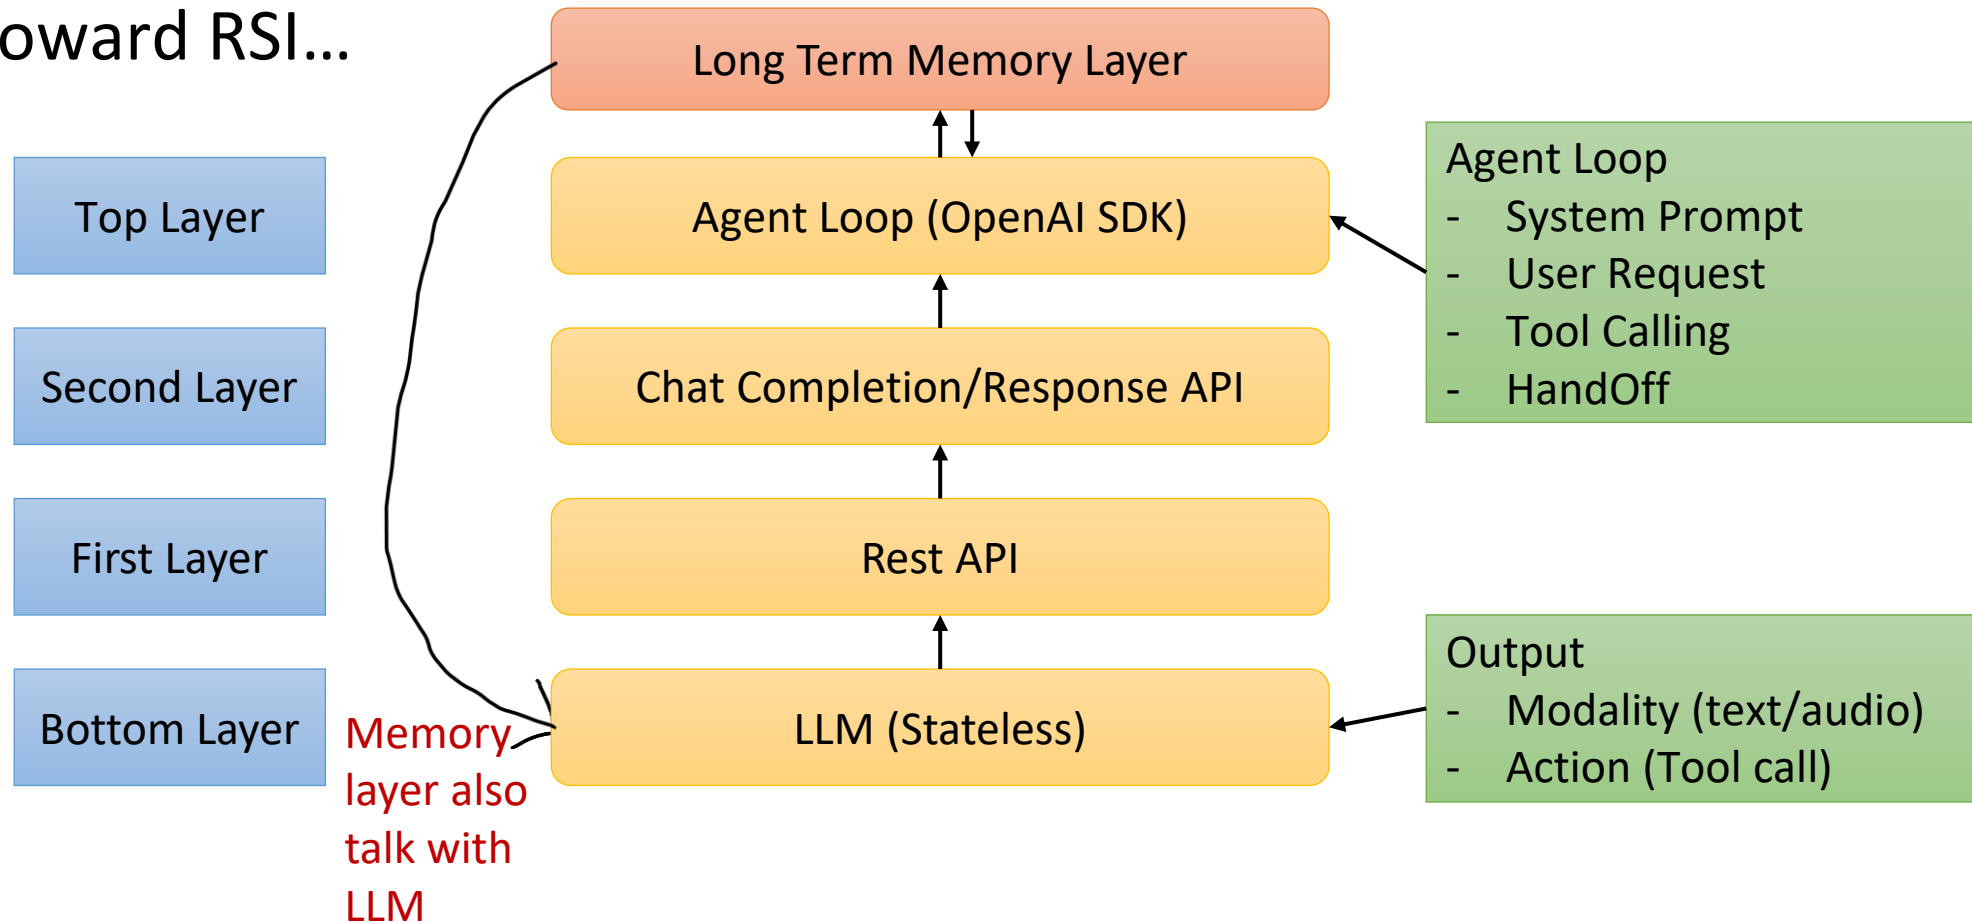 oward RSI...
Long Term Memory Layer
Top Layer
Agent Loop (OpenAI SDK)
Agent Loop
- System Prompt
- User Request
- Tool Calling
- HandOff
Second Layer
Chat Completion/Response API
First Layer
Rest API
Bottom Layer
Memory
layer also
talk with
LLM
LLM (Stateless)
Output
- Modality (text/audio)
- Action (Tool call)